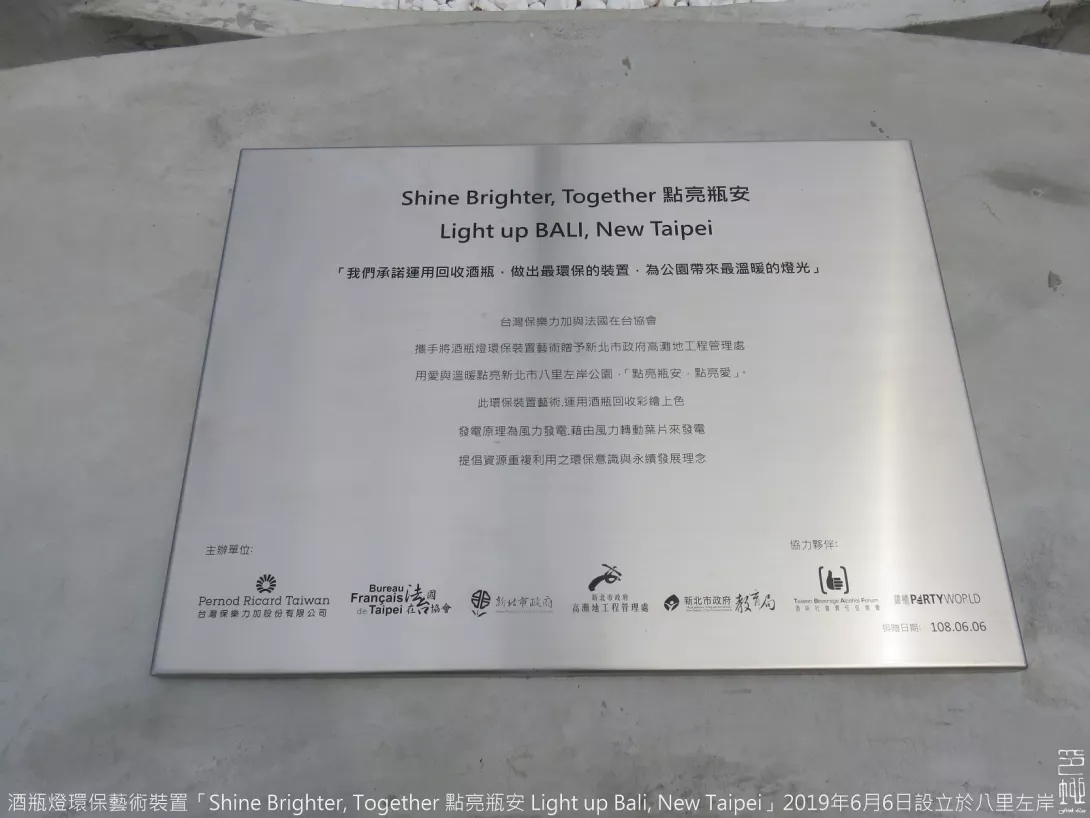 Shine Brighter, Together 點亮瓶安
Light up BALI, New Taipei
「我們承諾運用回收酒瓶，做出最環保的裝置，為公園帶來最溫暖的燈光」
台灣保樂力加與法國在台協會
攜手將酒瓶燈環保裝置藝術贈予新北市政府高灘地工程管理處
用愛與溫暖點亮新北市八里左岸公園，「點亮瓶安，點亮愛」。
此環保裝置藝術,運用酒瓶回收彩繪上色
發電原理為風力發電,藉由風力轉動葉片來發電
提倡資源重複利用之環保意識與永續發展理念
主辦單位:
協力夥伴:
Pernod Ricard Taiwan
台灣保樂力加股份有限公司
Bureau
Français
de Taipei
法國
在台協會
新北市政府
新北市政府
高灘地工程管理處
新北市政府
教育局
Taiwan Beverage Alcohol Forum
PARTYWORLD
捐贈日期: 108.06.06
酒瓶燈環保藝術裝置「Shine Brighter, Together 點亮瓶安 Light up Bali, New Taipei」2019年6月6日設立於八里左岸